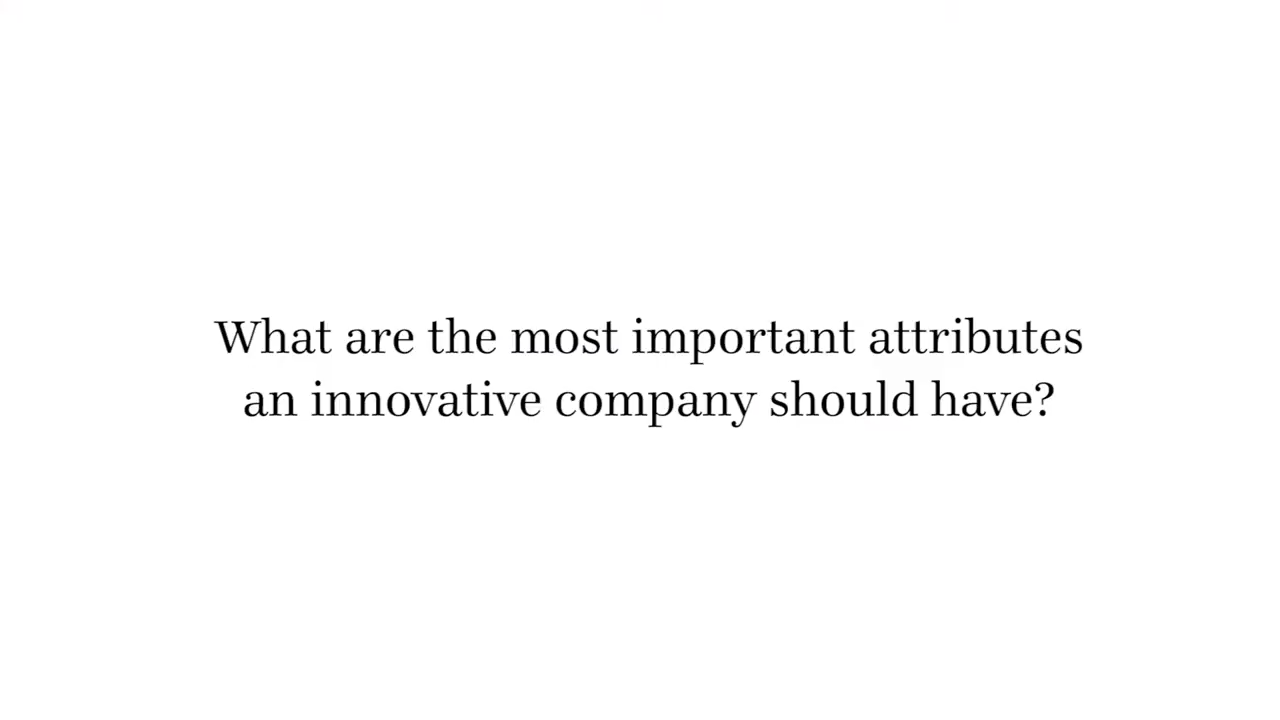 What are the most important attributes
an innovative company should have?